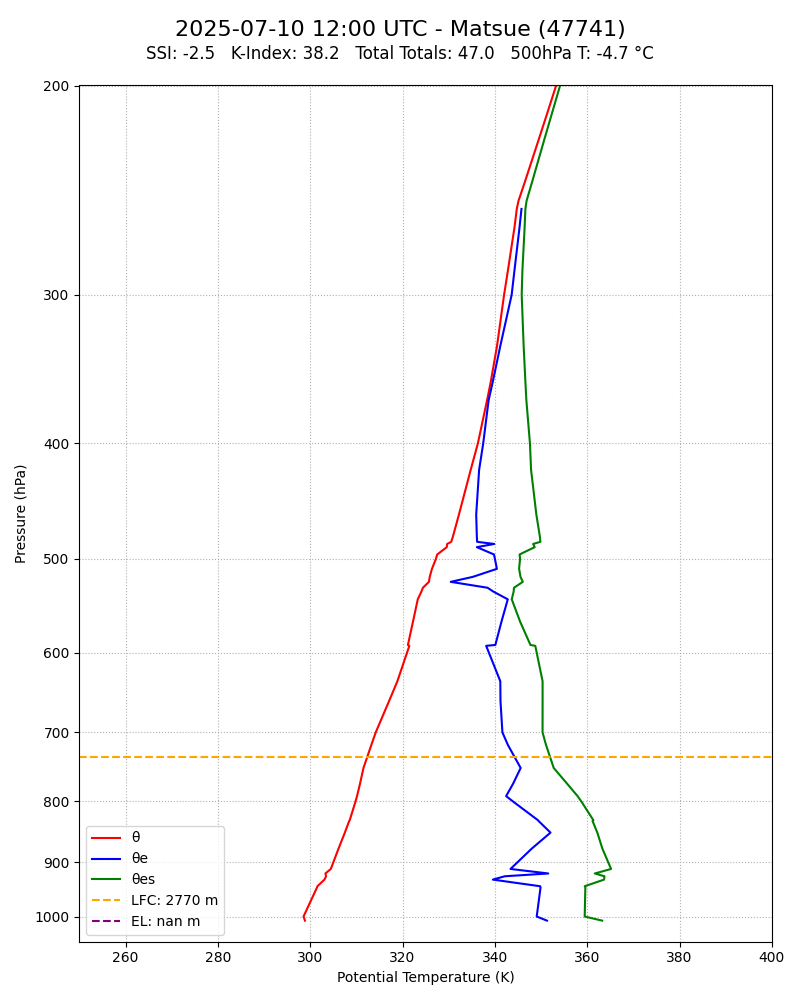 2025-07-10 12:00 UTC - Matsue (47741)
SSI: -2.5   K-Index: 38.2   Total Totals: 47.0   500hPa T: -4.7 °C
200
300
400
500
600
700
800
900
1000
Pressure (hPa)
θ
θe
θes
LFC: 2770 m
EL: nan m
260 280 300 320 340 360 380 400
Potential Temperature (K)